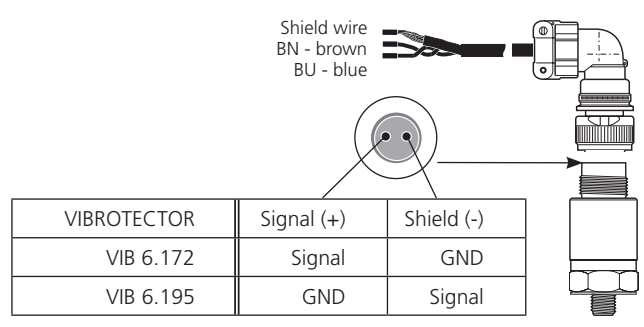 Shield wire
BN - brown
BU - blue
VIBROTECTOR Signal (+) Shield (-)
VIB 6.172 Signal GND
VIB 6.195 GND Signal